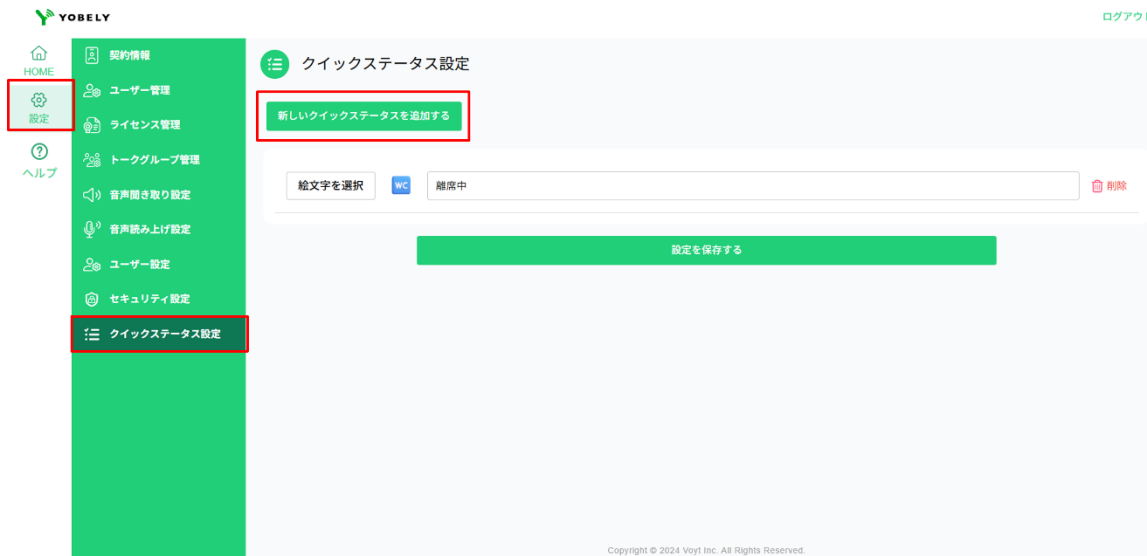 YOBELY
ログアウト
HOME
設定
ヘルプ
契約情報
ユーザー管理
ライセンス管理
トークグループ管理
音声聞き取り設定
音声読み上げ設定
ユーザー設定
セキュリティ設定
クイックステータス設定
クイックステータス設定
新しいクイックステータスを追加する
絵文字を選択 WC 離席中 削除
設定を保存する
Copyright © 2024 Voyt Inc. All Rights Reserved.